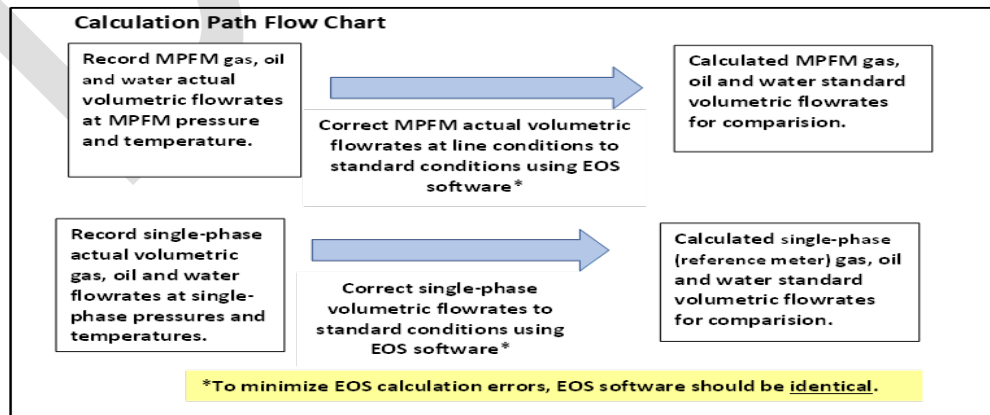 Calculation Path Flow Chart
Record MPFM gas, oil
and water actual
volumetric flowrates
at MPFM pressure
and temperature.
Correct MPFM actual volumetric
flowrates at line conditions to
standard conditions using EOS
software*
Calculated MPFM gas,
oil and water standard
volumetric flowrates
for comparision.
Record single-phase
actual volumetric
gas, oil and water
flowrates at single-
phase pressures and
temperatures.
Correct single-phase
volumetric flowrates to
standard conditions using
EOS software*
Calculated single-phase
(reference meter) gas, oil
and water standard
volumetric flowrates
for comparision.
*To minimize EOS calculation errors, EOS software should be identical.